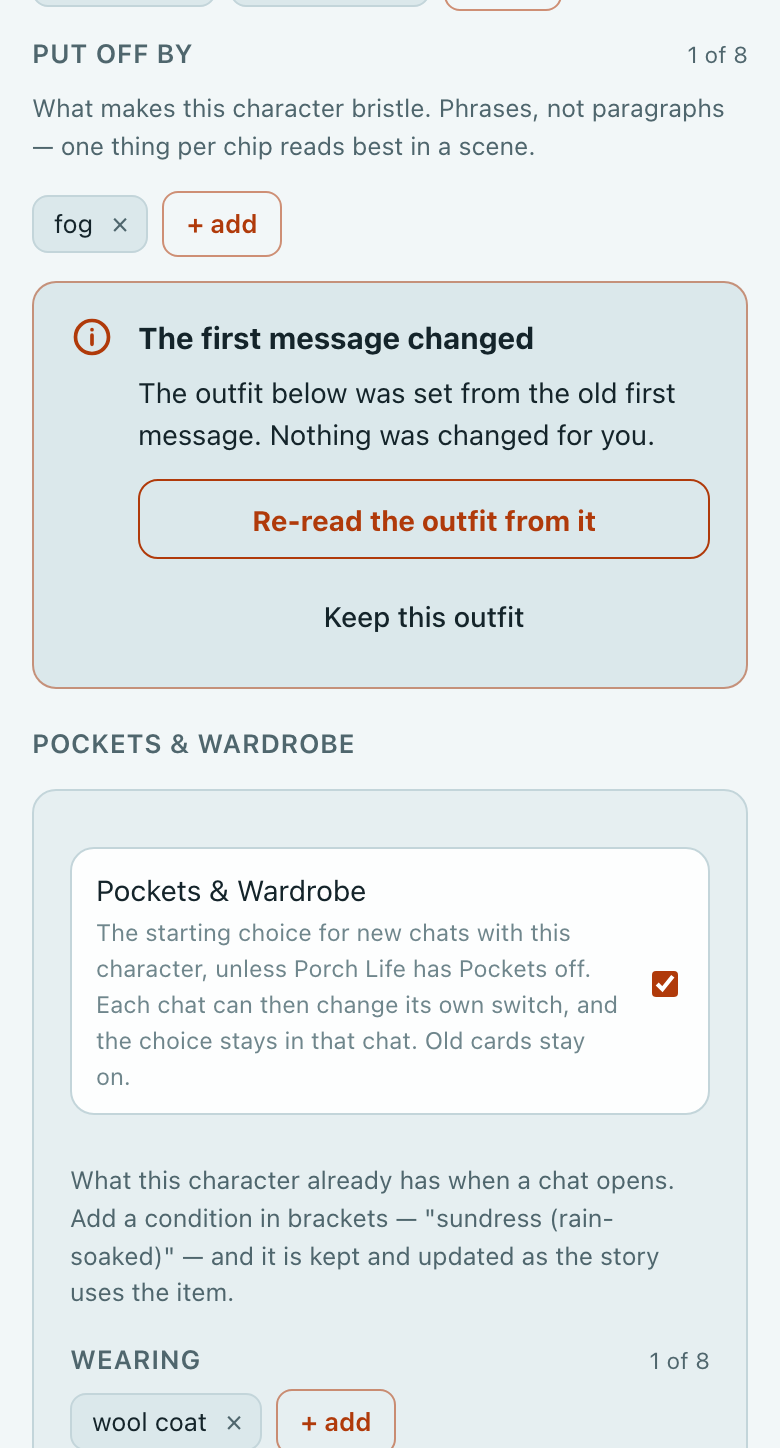 PUT OFF BY
1 of 8
What makes this character bristle. Phrases, not paragraphs
— one thing per chip reads best in a scene.
fog ×
+ add
The first message changed
The outfit below was set from the old first
message. Nothing was changed for you.
Re-read the outfit from it
Keep this outfit
POCKETS & WARDROBE
Pockets & Wardrobe
The starting choice for new chats with this
character, unless Porch Life has Pockets off.
Each chat can then change its own switch, and
the choice stays in that chat. Old cards stay
on.
What this character already has when a chat opens.
Add a condition in brackets — "sundress (rain-
soaked)" — and it is kept and updated as the story
uses the item.
WEARING
1 of 8
wool coat ×
+ add